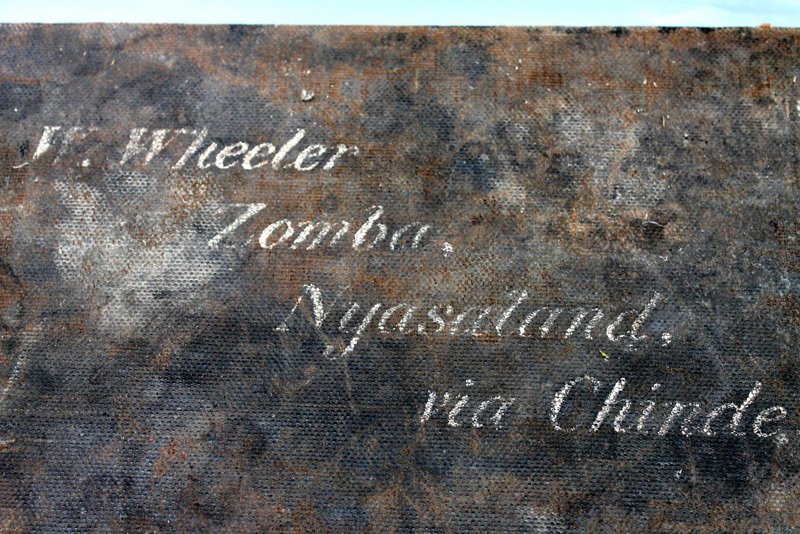 W. Wheeler
Zomba,
Nyasaland,
via Chinde.